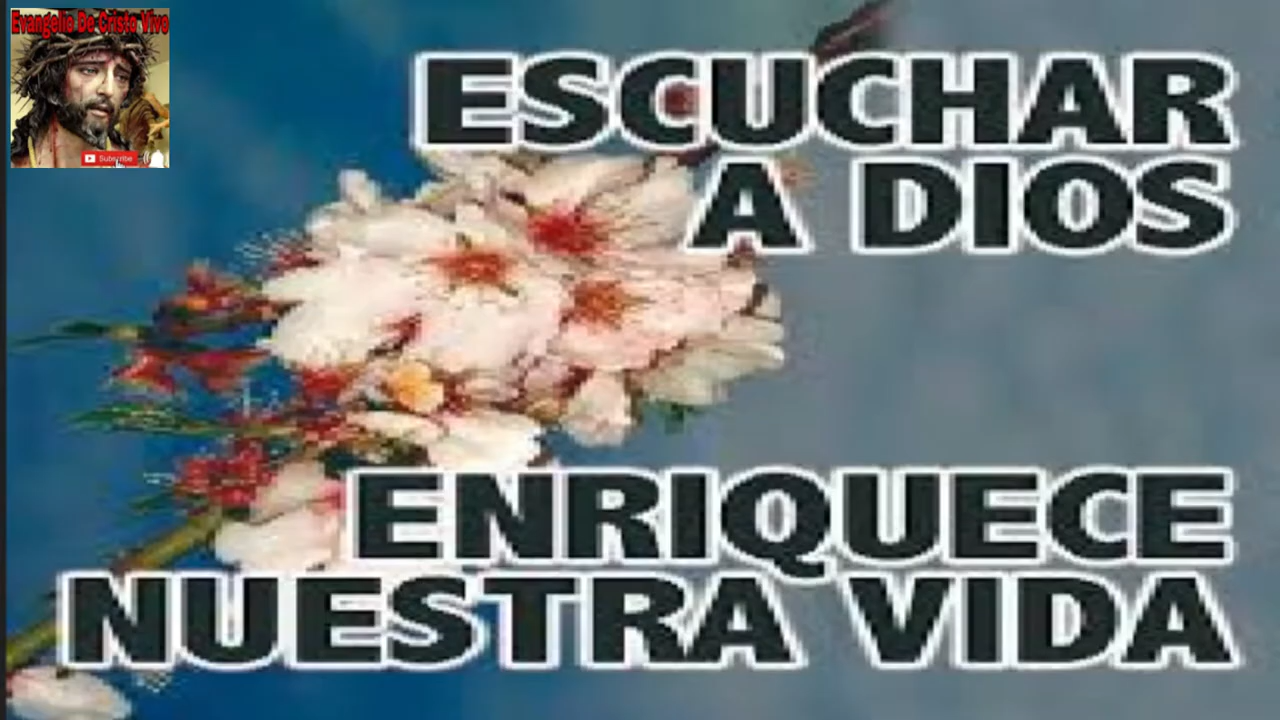 Evangelio De Cristo Vivo
Subscribe
ESCUCHAR
A DIOS
ENRIQUECE
NUESTRA VIDA